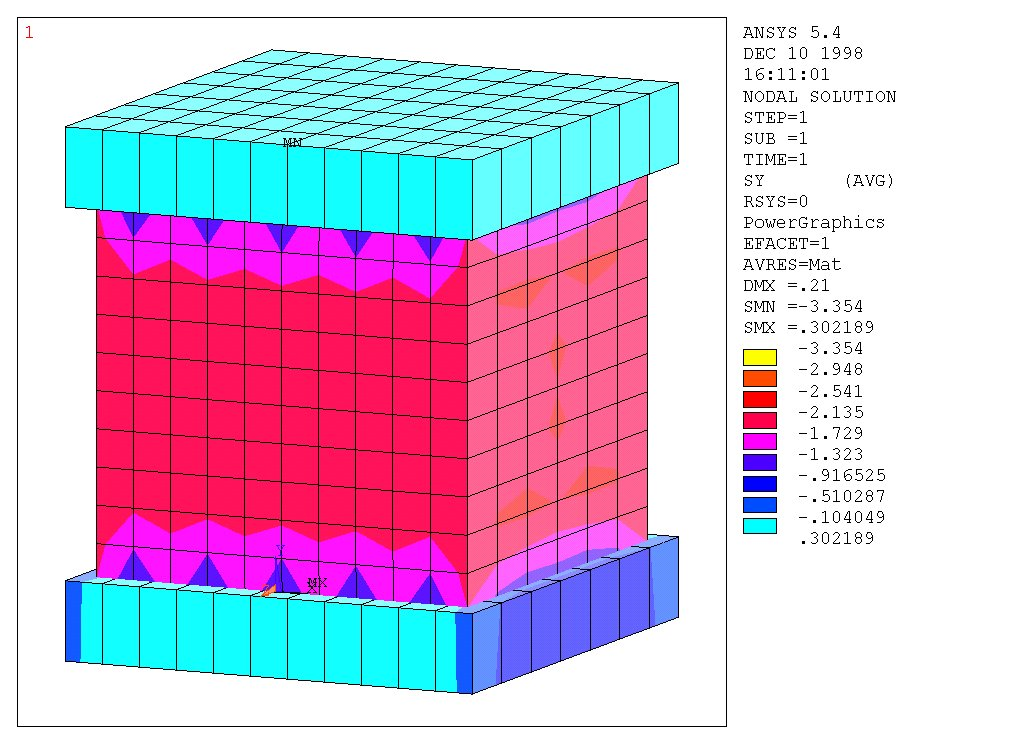 1
ANSYS 5.4
DEC 10 1998
16:11:01
NODAL SOLUTION
STEP=1
SUB =1
TIME=1
SY (AVG)
RSYS=0
PowerGraphics
EFACET=1
AVRES=Mat
DMX =.21
SMN =-3.354
SMX =.302189
-3.354
-2.948
-2.541
-2.135
-1.729
-1.323
-.916525
-.510287
-.104049
.302189
MN
Y
MX
X